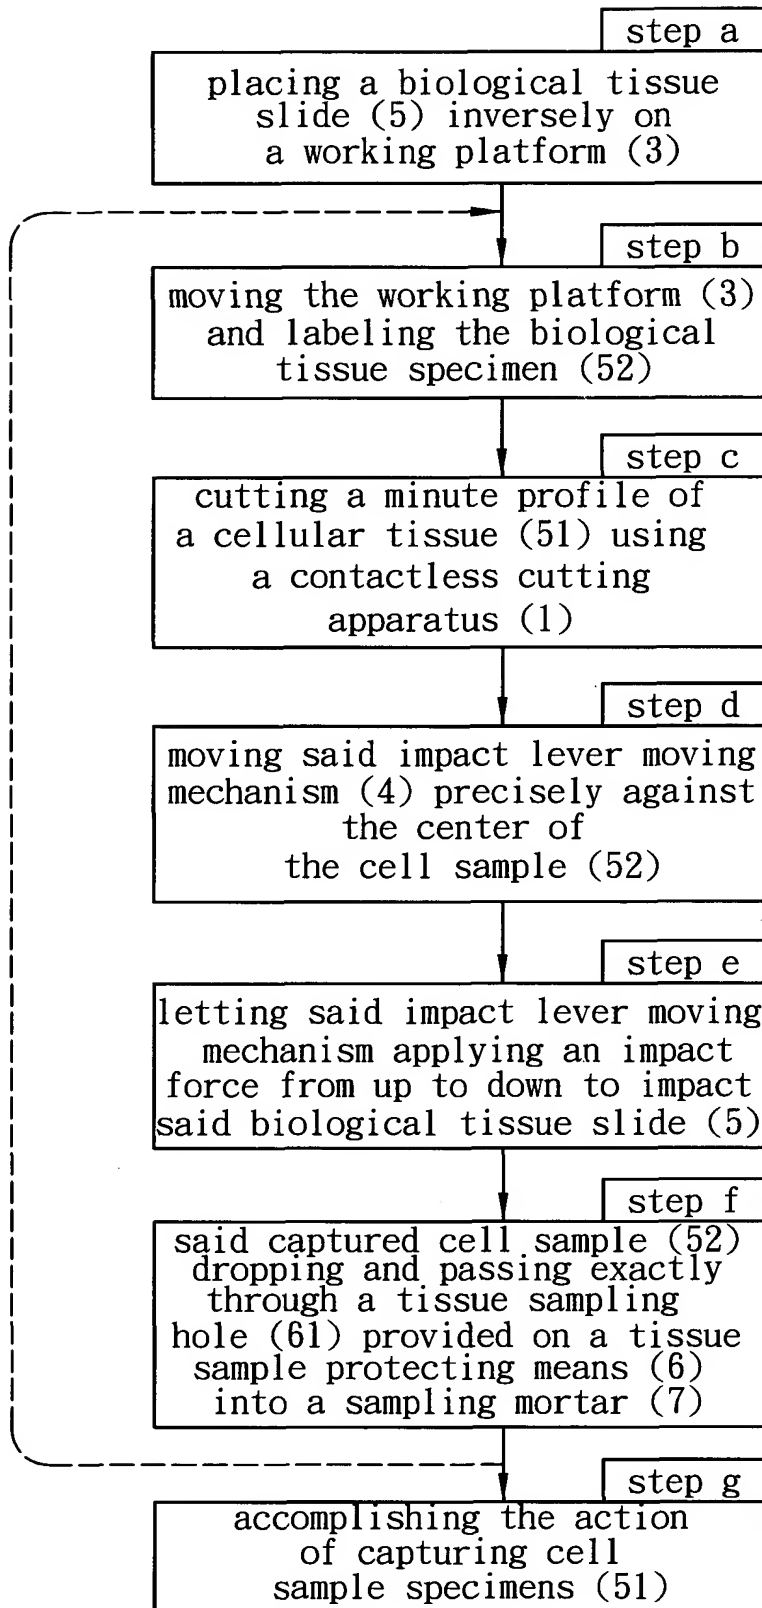 step a
placing a biological tissue
slide (5) inversely on
a working platform (3)
step b
moving the working platform (3)
and labeling the biological
tissue specimen (52)
step c
cutting a minute profile of
a cellular tissue (51) using
a contactless cutting
apparatus (1)
step d
moving said impact lever moving
mechanism (4) precisely against
the center of
the cell sample (52)
step e
letting said impact lever moving
mechanism applying an impact
force from up to down to impact
said biological tissue slide (5)
step f
said captured cell sample (52)
dropping and passing exactly
through a tissue sampling
hole (61) provided on a tissue
sample protecting means (6)
into a sampling mortar (7)
step g
accomplishing the action
of capturing cell
sample specimens (51)